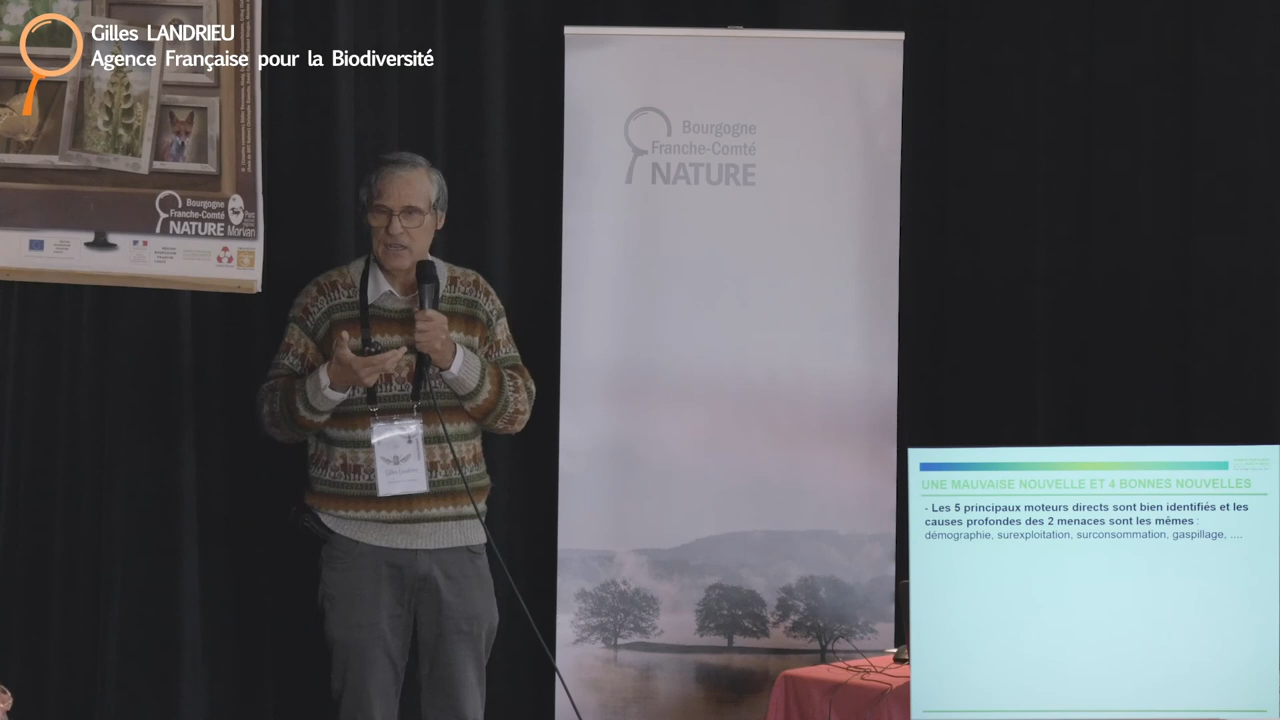 Gilles LANDRIEU
Agence Française pour la Biodiversité
Bourgogne
Franche-Comté
NATURE
Parc
Morvan
Bourgogne
Franche-Comté
NATURE
UNE MAUVAISE NOUVELLE ET 4 BONNES NOUVELLES
- Les 5 principaux moteurs directs sont bien identifiés et les
causes profondes des 2 menaces sont les mêmes :
démographie, surexploitation, surconsommation, gaspillage, ....